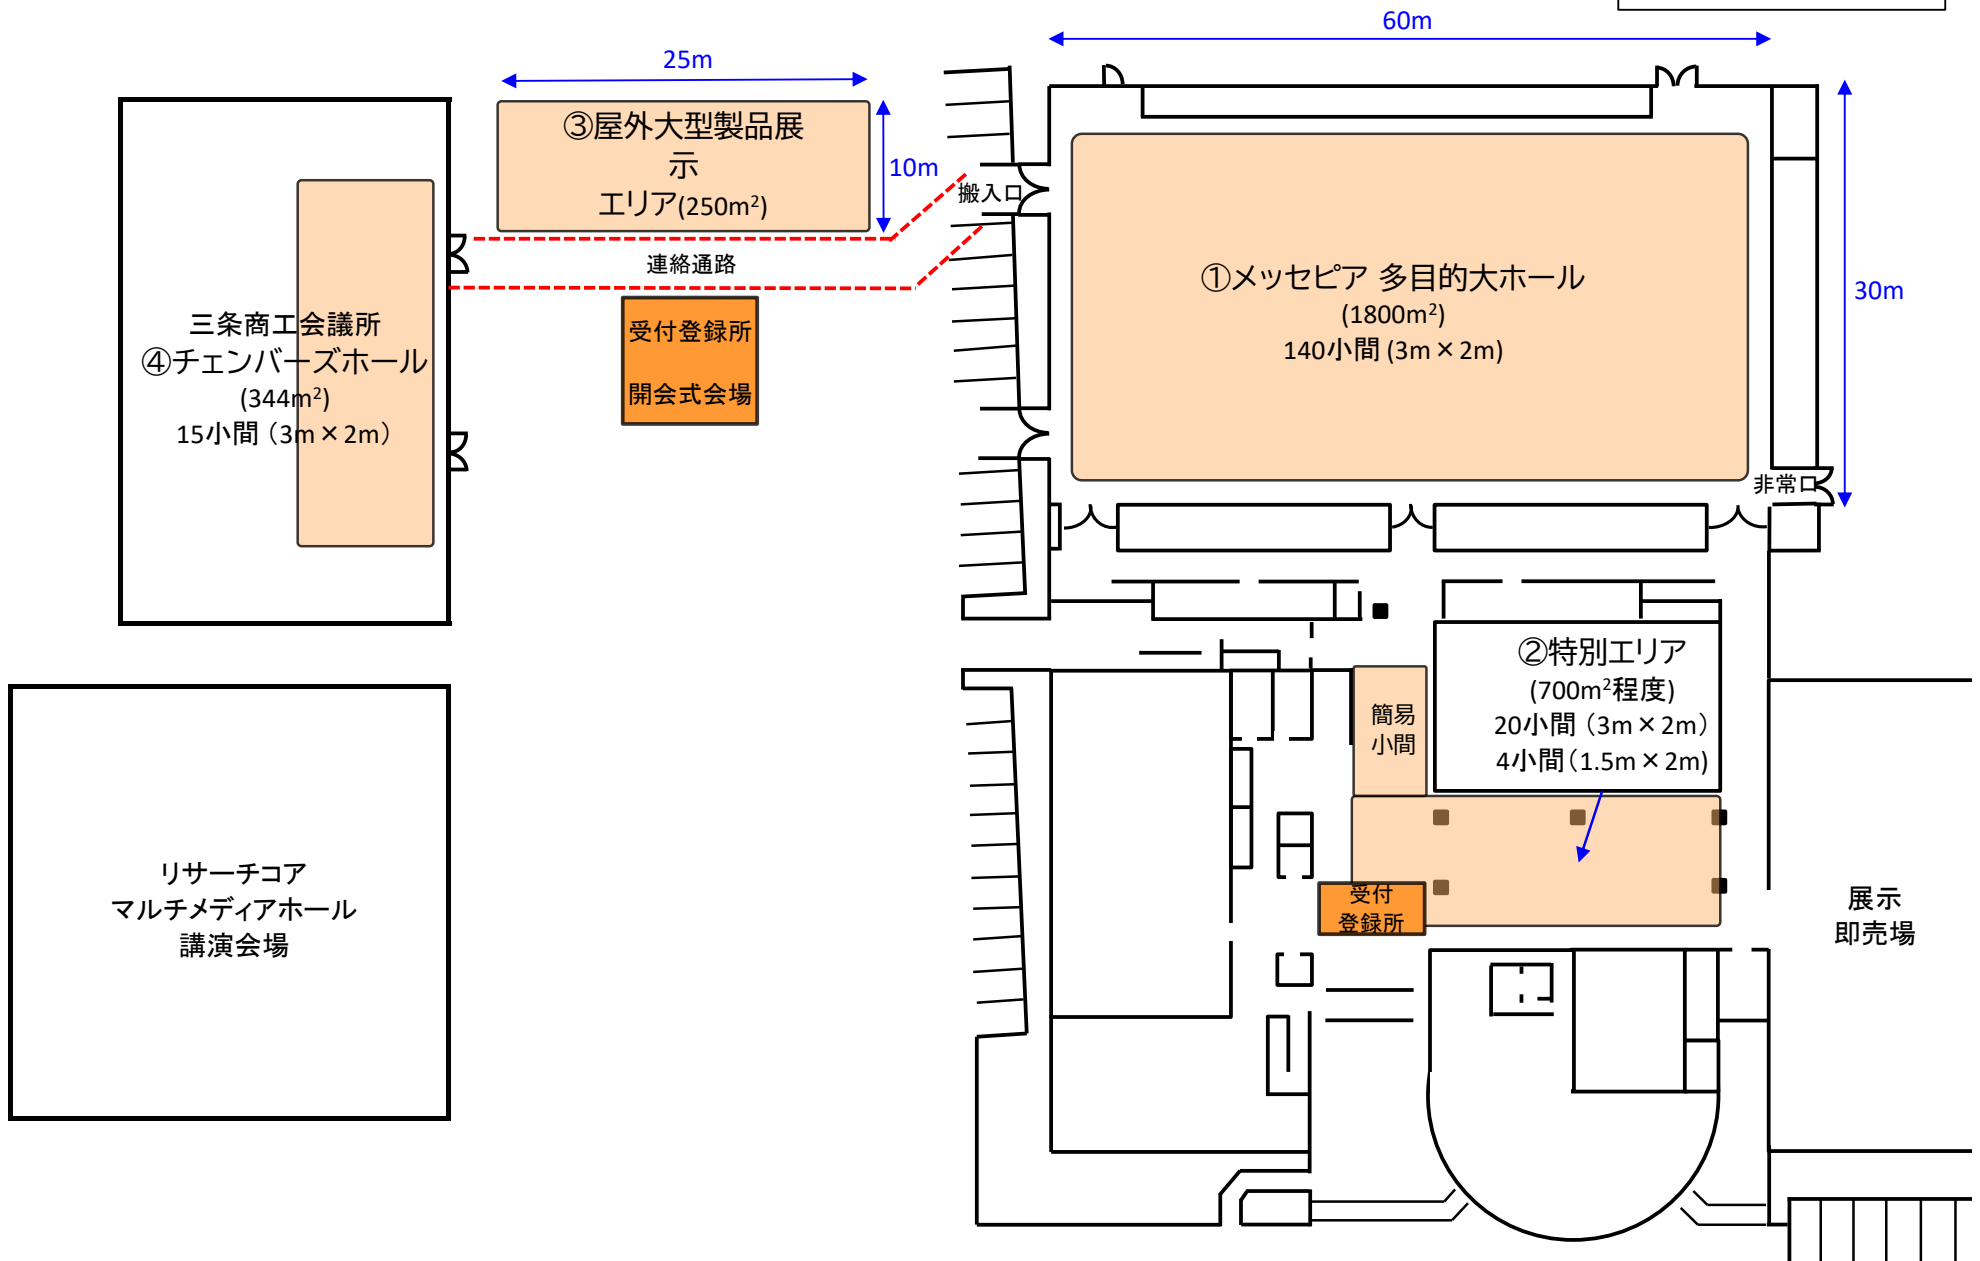 60m
25m
③屋外大型製品展
示
エリア(250m²)
10m
搬入口
連絡通路
①メッセピア 多目的大ホール
(1800m²)
140小間 (3m×2m)
30m
三条商工会議所
④チェンバーズホール
(344m²)
15小間（3m×2m）
受付登録所
開会式会場
非常口
②特別エリア
(700m²程度)
20小間（3m×2m）
4小間（1.5m×2m)
簡易
小間
受付
登録所
リサーチコア
マルチメディアホール
講演会場
展示
即売場